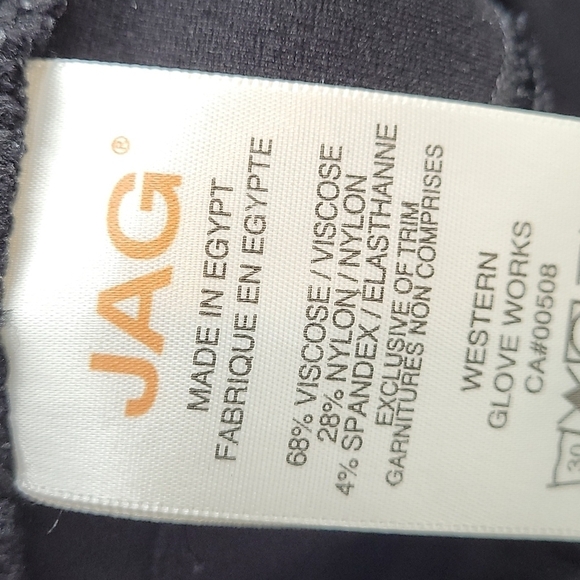 JAG®
MADE IN EGYPT
FABRIQUE EN EGYPTE
68% VISCOSE / VISCOSE
28% NYLON / NYLON
4% SPANDEX / ELASTHANNE
EXCLUSIVE OF TRIM
GARNITURES NON COMPRISES
WESTERN
GLOVE WORKS
CA#00508
30